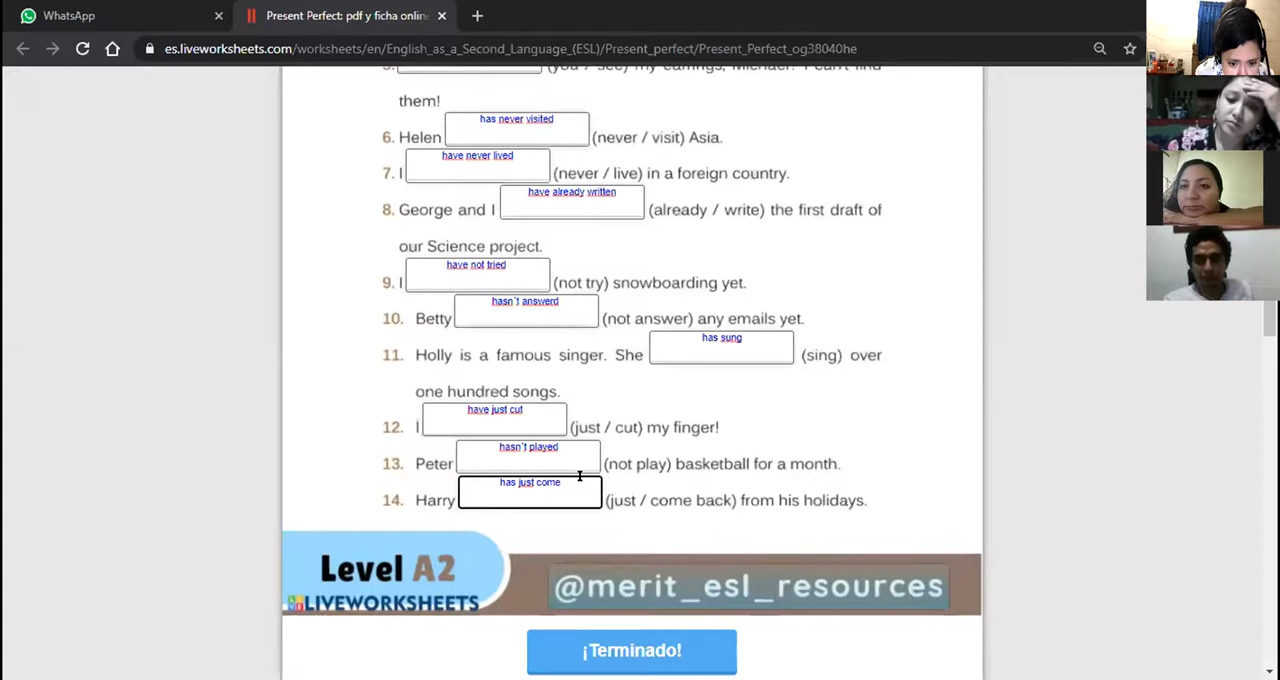 WhatsApp
Present Perfect: pdf y ficha onlin
es.liveworksheets.com/worksheets/en/English_as_a_Second_Language_(ESL)/Present_perfect/Present_Perfect_og38040he
(you / see) my earrings, Michael? I can't find
them!
6. Helen has never visited (never / visit) Asia.
7. I have never lived (never / live) in a foreign country.
8. George and I have already written (already / write) the first draft of
our Science project.
9. I have not tried (not try) snowboarding yet.
10. Betty hasn´t answerd (not answer) any emails yet.
11. Holly is a famous singer. She has sung (sing) over
one hundred songs.
12. I have just cut (just / cut) my finger!
13. Peter hasn´t played (not play) basketball for a month.
14. Harry has just come (just / come back) from his holidays.
Level A2
LIVEWORKSHEETS
@merit_esl_resources
¡Terminado!